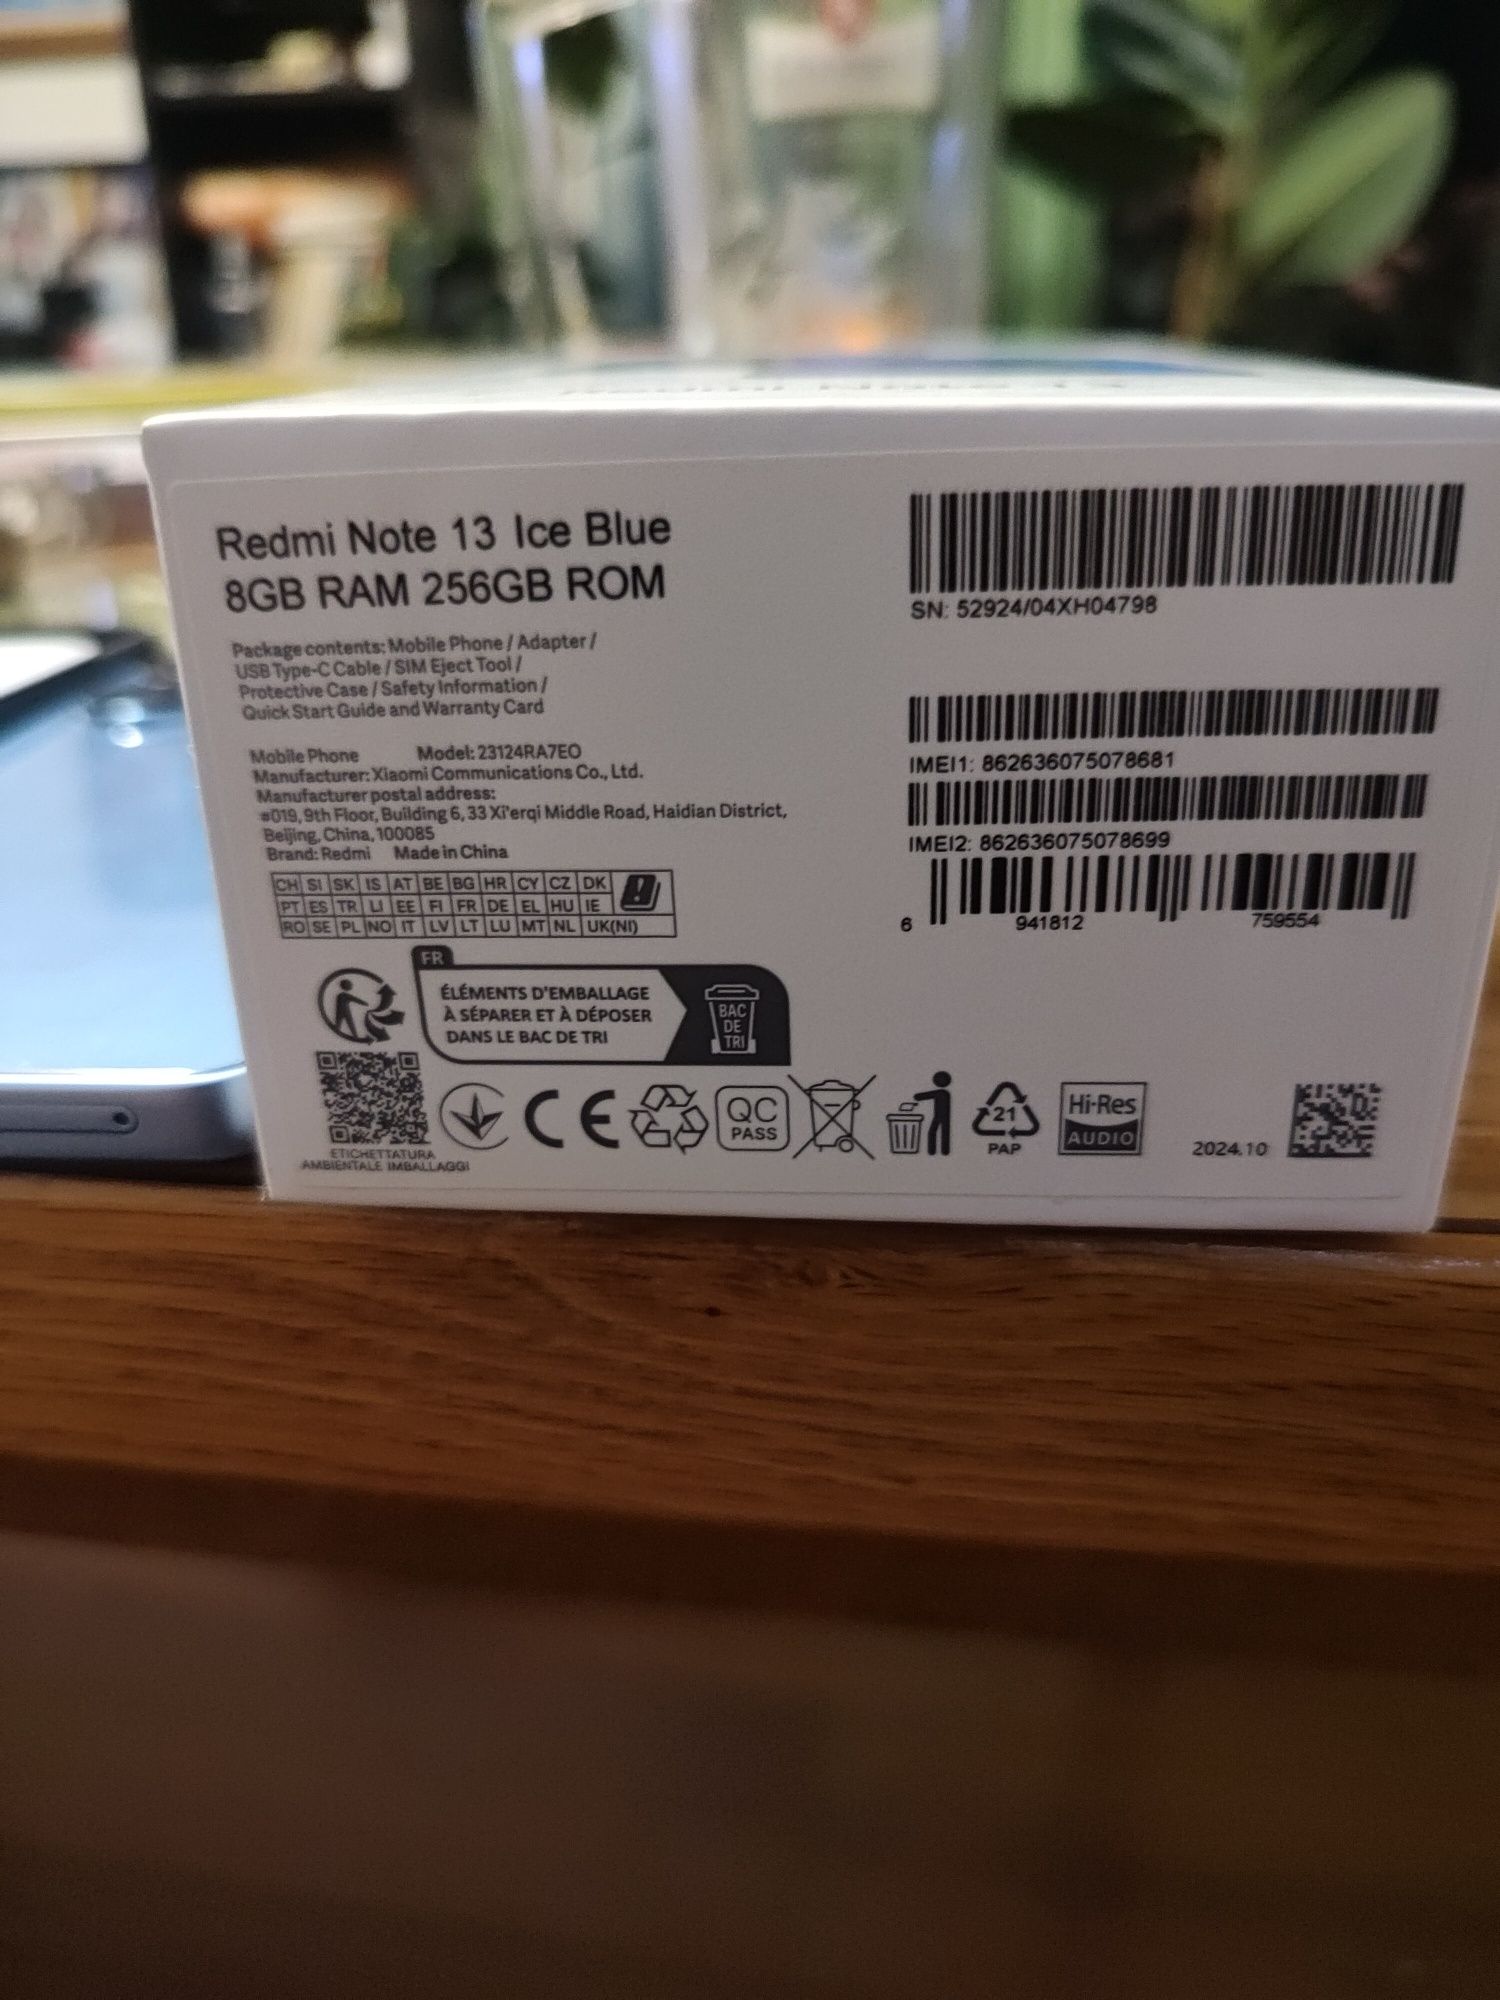 Redmi Note 13 Ice Blue
8GB RAM 256GB ROM
Package contents: Mobile Phone / Adapter /
USB Type-C Cable / SIM Eject Tool /
Protective Case / Safety Information /
Quick Start Guide and Warranty Card
Mobile Phone Model: 23124RA7EO
Manufacturer: Xiaomi Communications Co., Ltd.
Manufacturer postal address:
#019, 9th Floor, Building 6, 33 Xi'erqi Middle Road, Haidian District,
Beijing, China, 100085
Brand: Redmi Made in China
CH SI SK IS AT BE BG HR CY CZ DK
PT ES TR LI EE FI FR DE EL HU IE
RO SE PL NO IT LV LT LU MT NL UK(NI)
FR
ÉLÉMENTS D'EMBALLAGE
À SÉPARER ET À DÉPOSER
DANS LE BAC DE TRI
BAC
DE
TRI
ETICHETTATURA
AMBIENTALE IMBALLAGGI
CE
QC
PASS
21
PAP
Hi-Res
AUDIO
2024.10
SN: 52924/04XH04798
IMEI1: 862636075078681
IMEI2: 862636075078699
6 941812 759554